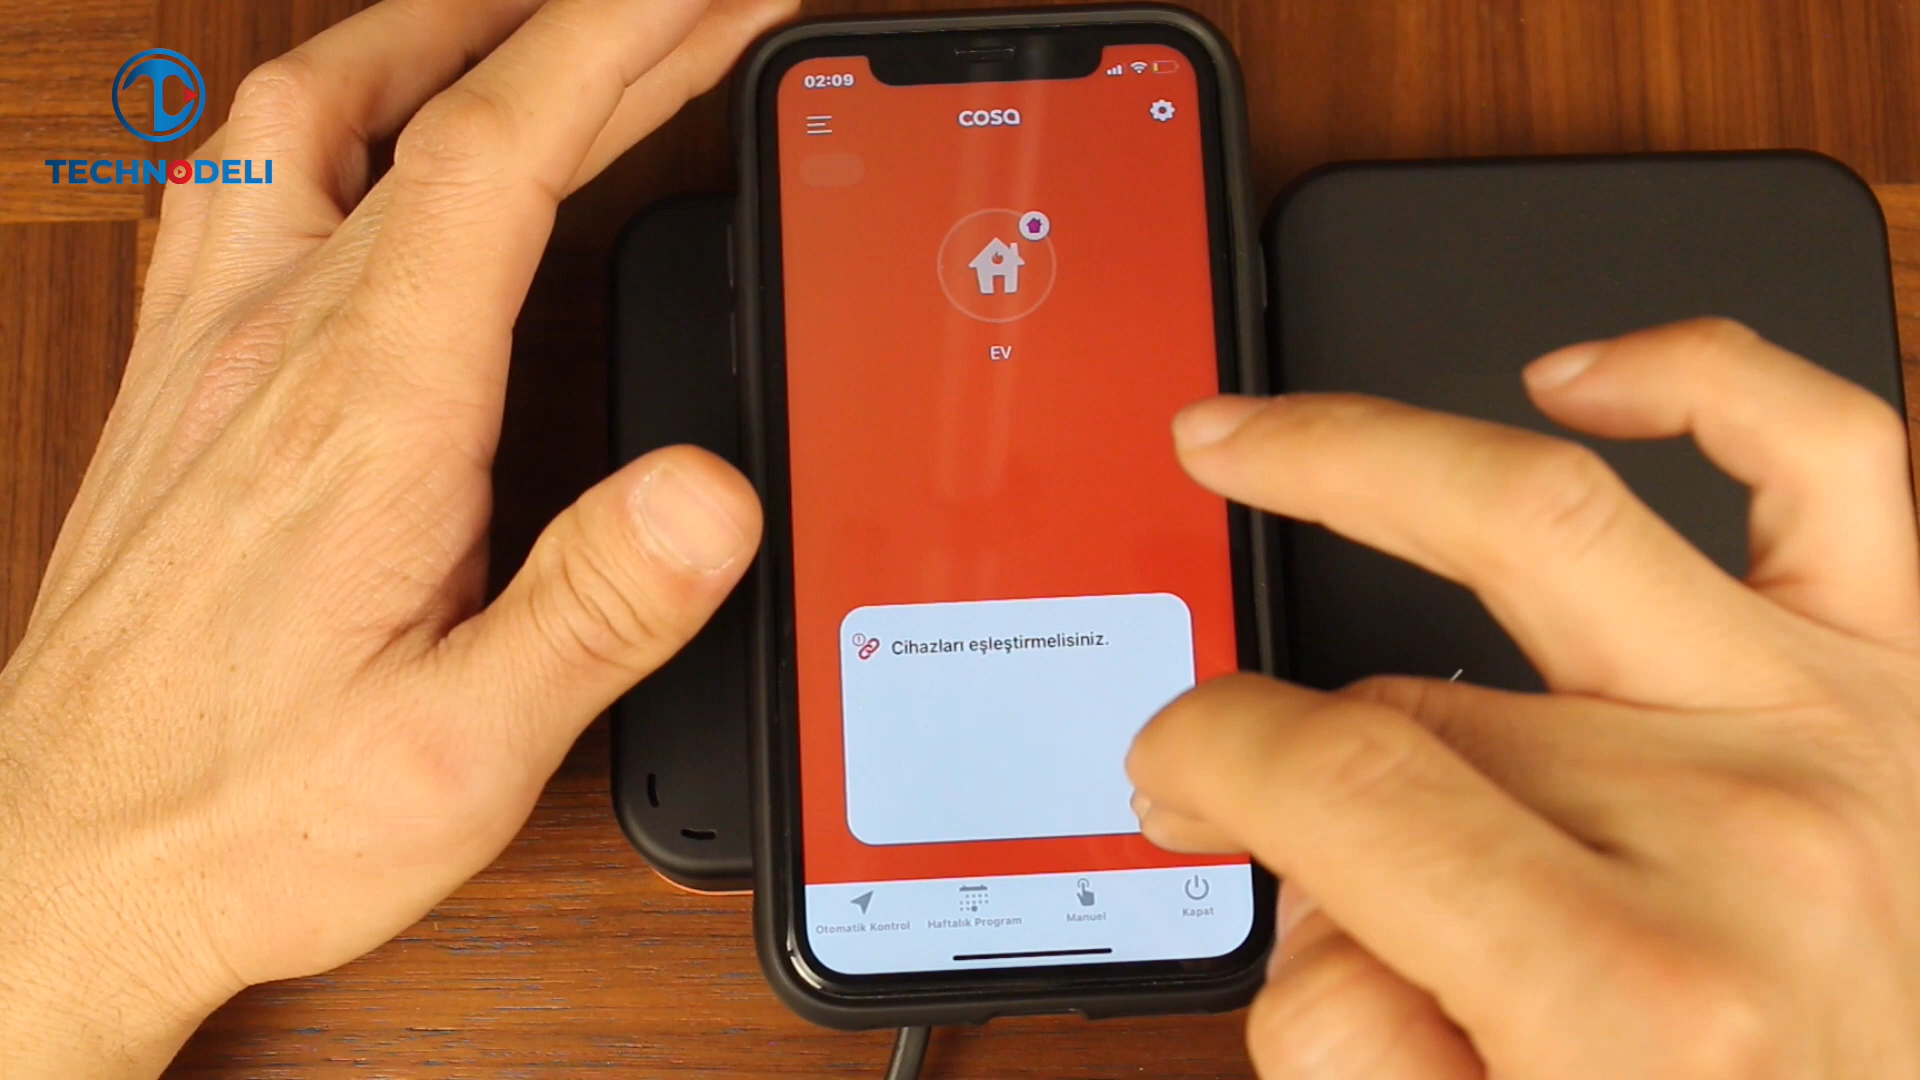 TECHNODELI
02:09
cosa
EV
Cihazları eşleştirmelisiniz.
Otomatik Kontrol
Haftalık Program
Manuel
Kapat